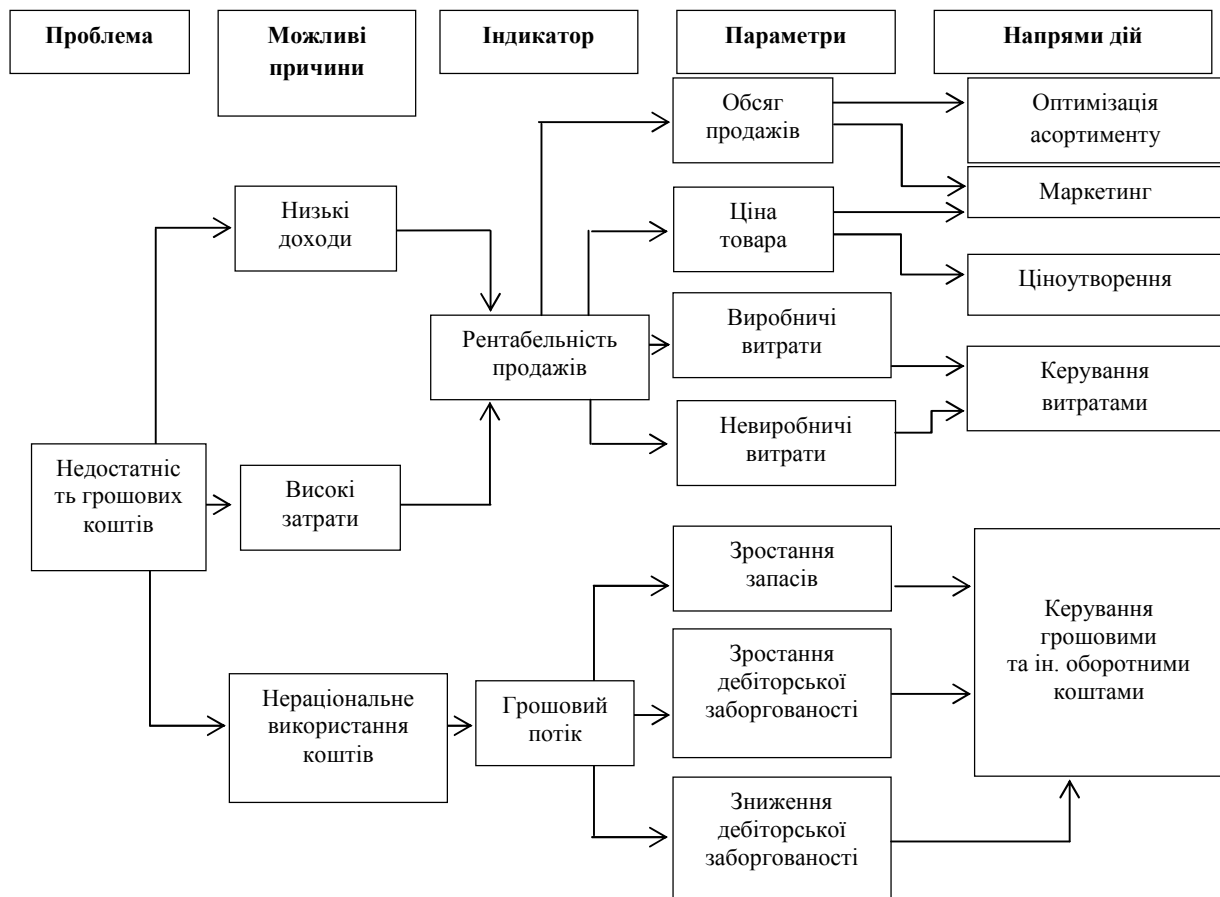 Проблема
Можливі
причини
Індикатор
Параметри
Напрями дій
Обсяг
продажів
Оптимізація
асортименту
Маркетинг
Низькі
доходи
Ціна
товара
Ціноутворення
Рентабельність
продажів
Виробничі
витрати
Керування
витратами
Невиробничі
витрати
Недостатніс
ть грошових
коштів
Високі
затрати
Зростання
запасів
Керування
грошовими
та ін. оборотними
коштами
Зростання
дебіторської
заборгованості
Нераціональне
використання
коштів
Грошовий
потік
Зниження
дебіторської
заборгованості